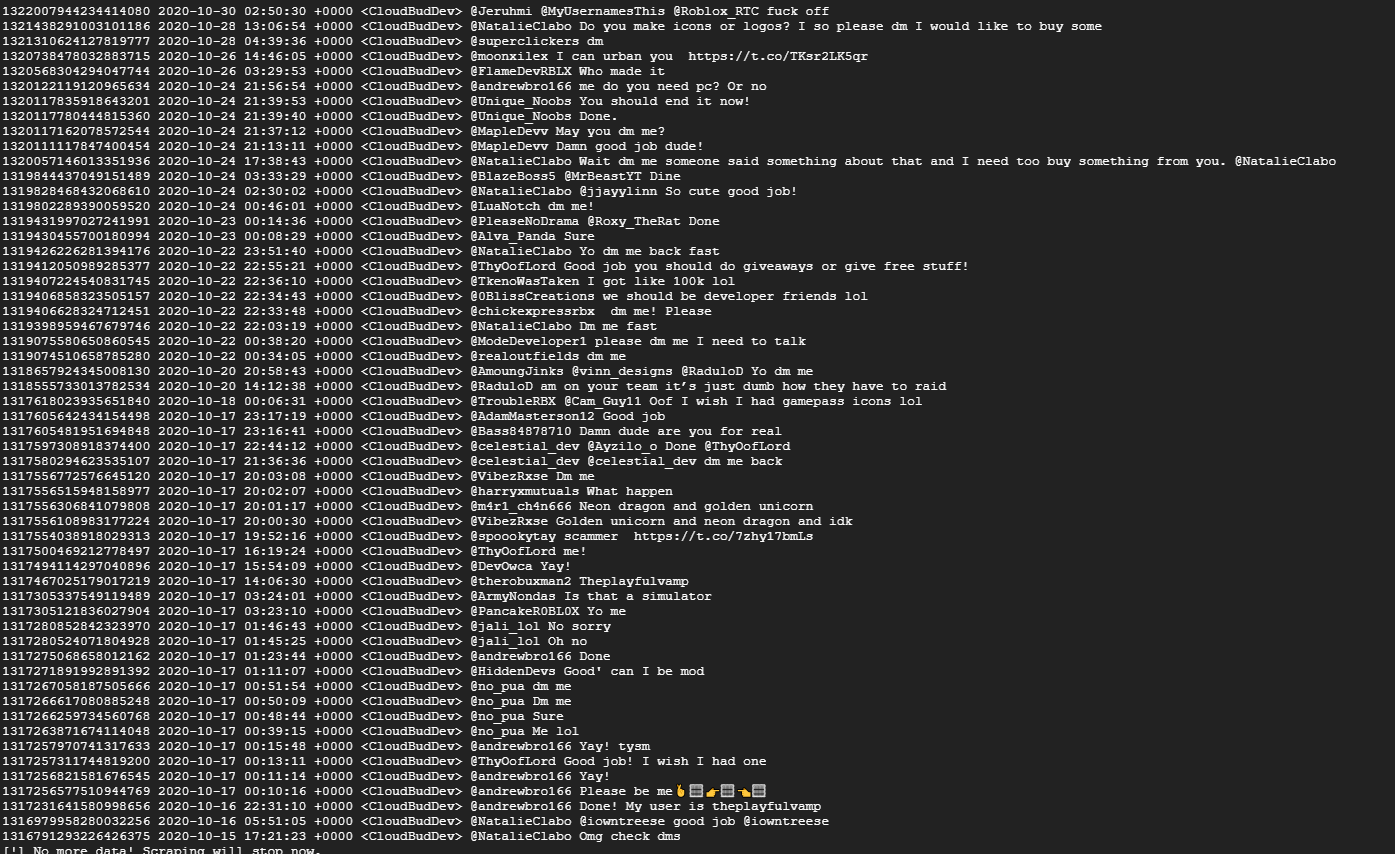 1322007944234414080 2020-10-30 02:50:30 +0000 <CloudBudDev> @Jeruhmi @MyUsernamesThis @Roblox_RTC fuck off
1321438291003101186 2020-10-28 13:06:54 +0000 <CloudBudDev> @NatalieClabo Do you make icons or logos? I so please dm I would like to buy some
1321310624127819777 2020-10-28 04:39:36 +0000 <CloudBudDev> @superclickers dm
1320738478032883715 2020-10-26 14:46:05 +0000 <CloudBudDev> @moonxilex I can urban you  https://t.co/TKsr2LK5qr
1320568304294047744 2020-10-26 03:29:53 +0000 <CloudBudDev> @FlameDevRBLX Who made it
1320122119120965634 2020-10-24 21:56:54 +0000 <CloudBudDev> @andrewbro166 me do you need pc? Or no
1320117835918643201 2020-10-24 21:39:53 +0000 <CloudBudDev> @Unique_Noobs You should end it now!
1320117780444815360 2020-10-24 21:39:40 +0000 <CloudBudDev> @Unique_Noobs Done.
1320117162078572544 2020-10-24 21:37:12 +0000 <CloudBudDev> @MapleDevv May you dm me?
1320111117847400454 2020-10-24 21:13:11 +0000 <CloudBudDev> @MapleDevv Damn good job dude!
1320057146013351936 2020-10-24 17:38:43 +0000 <CloudBudDev> @NatalieClabo Wait dm me someone said something about that and I need too buy something from you. @NatalieClabo
1319844437049151489 2020-10-24 03:33:29 +0000 <CloudBudDev> @BlazeBoss5 @MrBeastYT Dine
1319828468432068610 2020-10-24 02:30:02 +0000 <CloudBudDev> @NatalieClabo @jjayylinn So cute good job!
1319802289390059520 2020-10-24 00:46:01 +0000 <CloudBudDev> @LuaNotch dm me!
1319431997027241991 2020-10-23 00:14:36 +0000 <CloudBudDev> @PleaseNoDrama @Roxy_TheRat Done
1319430455700180994 2020-10-23 00:08:29 +0000 <CloudBudDev> @Alva_Panda Sure
1319426226281394176 2020-10-22 23:51:40 +0000 <CloudBudDev> @NatalieClabo Yo dm me back fast
1319412050989285377 2020-10-22 22:55:21 +0000 <CloudBudDev> @ThyOofLord Good job you should do giveaways or give free stuff!
1319407224540831745 2020-10-22 22:36:10 +0000 <CloudBudDev> @TkenoWasTaken I got like 100k lol
1319406858323505157 2020-10-22 22:34:43 +0000 <CloudBudDev> @0BlissCreations we should be developer friends lol
1319406628324712451 2020-10-22 22:33:48 +0000 <CloudBudDev> @chickexpressrbx  dm me! Please
1319398959467679746 2020-10-22 22:03:19 +0000 <CloudBudDev> @NatalieClabo Dm me fast
1319075580650860545 2020-10-22 00:38:20 +0000 <CloudBudDev> @ModeDeveloper1 please dm me I need to talk
1319074510658785280 2020-10-22 00:34:05 +0000 <CloudBudDev> @realoutfields dm me
1318657924345008130 2020-10-20 20:58:43 +0000 <CloudBudDev> @AmoungJinks @vinn_designs @RaduloD Yo dm me
1318555733013782534 2020-10-20 14:12:38 +0000 <CloudBudDev> @RaduloD am on your team it’s just dumb how they have to raid
1317618023935651840 2020-10-18 00:06:31 +0000 <CloudBudDev> @TroubleRBX @Cam_Guy11 Oof I wish I had gamepass icons lol
1317605642434154498 2020-10-17 23:17:19 +0000 <CloudBudDev> @AdamMasterson12 Good job
1317605481951694848 2020-10-17 23:16:41 +0000 <CloudBudDev> @Bass84878710 Damn dude are you for real
1317597308918374400 2020-10-17 22:44:12 +0000 <CloudBudDev> @celestial_dev @Ayzilo_o Done @ThyOofLord
1317580294623535107 2020-10-17 21:36:36 +0000 <CloudBudDev> @celestial_dev @celestial_dev dm me back
1317556772576645120 2020-10-17 20:03:08 +0000 <CloudBudDev> @VibezRxse Dm me
1317556515948158977 2020-10-17 20:02:07 +0000 <CloudBudDev> @harryxmutuals What happen
1317556306841079808 2020-10-17 20:01:17 +0000 <CloudBudDev> @m4r1_ch4n666 Neon dragon and golden unicorn
1317556108983177224 2020-10-17 20:00:30 +0000 <CloudBudDev> @VibezRxse Golden unicorn and neon dragon and idk
1317554038918029313 2020-10-17 19:52:16 +0000 <CloudBudDev> @spoookytay scammer  https://t.co/7zhy17bmLs
1317500469212778497 2020-10-17 16:19:24 +0000 <CloudBudDev> @ThyOofLord me!
1317494114297040896 2020-10-17 15:54:09 +0000 <CloudBudDev> @DevOwca Yay!
1317467025179017219 2020-10-17 14:06:30 +0000 <CloudBudDev> @therobuxman2 Theplayfulvamp
1317305337549119489 2020-10-17 03:24:01 +0000 <CloudBudDev> @ArmyNondas Is that a simulator
1317305121836027904 2020-10-17 03:23:10 +0000 <CloudBudDev> @PancakeR0BL0X Yo me
1317280852842323970 2020-10-17 01:46:43 +0000 <CloudBudDev> @jali_lol No sorry
1317280524071804928 2020-10-17 01:45:25 +0000 <CloudBudDev> @jali_lol Oh no
1317275068658012162 2020-10-17 01:23:44 +0000 <CloudBudDev> @andrewbro166 Done
1317271891992891392 2020-10-17 01:11:07 +0000 <CloudBudDev> @HiddenDevs Good' can I be mod
1317267058187505666 2020-10-17 00:51:54 +0000 <CloudBudDev> @no_pua dm me
1317266617080885248 2020-10-17 00:50:09 +0000 <CloudBudDev> @no_pua Dm me
1317266259734560768 2020-10-17 00:48:44 +0000 <CloudBudDev> @no_pua Sure
1317263871674114048 2020-10-17 00:39:15 +0000 <CloudBudDev> @no_pua Me lol
1317257970741317633 2020-10-17 00:15:48 +0000 <CloudBudDev> @andrewbro166 Yay! tysm
1317257311744819200 2020-10-17 00:13:11 +0000 <CloudBudDev> @ThyOofLord Good job! I wish I had one
1317256821581676545 2020-10-17 00:11:14 +0000 <CloudBudDev> @andrewbro166 Yay!
1317256577510944769 2020-10-17 00:10:16 +0000 <CloudBudDev> @andrewbro166 Please be me
1317231641580998656 2020-10-16 22:31:10 +0000 <CloudBudDev> @andrewbro166 Done! My user is theplayfulvamp
1316979958280032256 2020-10-16 05:51:05 +0000 <CloudBudDev> @NatalieClabo @iowntreese good job @iowntreese
1316791293226426375 2020-10-15 17:21:23 +0000 <CloudBudDev> @NatalieClabo Omg check dms
[!] No more data! Scraping will stop now.